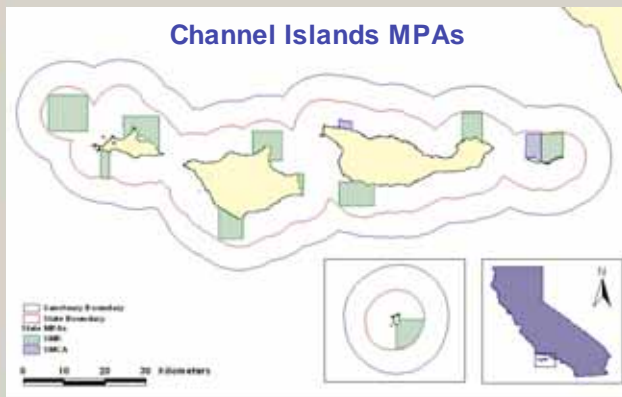 Channel Islands MPAs
N
Sanctuary Boundary
State Boundary
State MPAs
SMR
SMCA
0 10 20 30 Kilometers